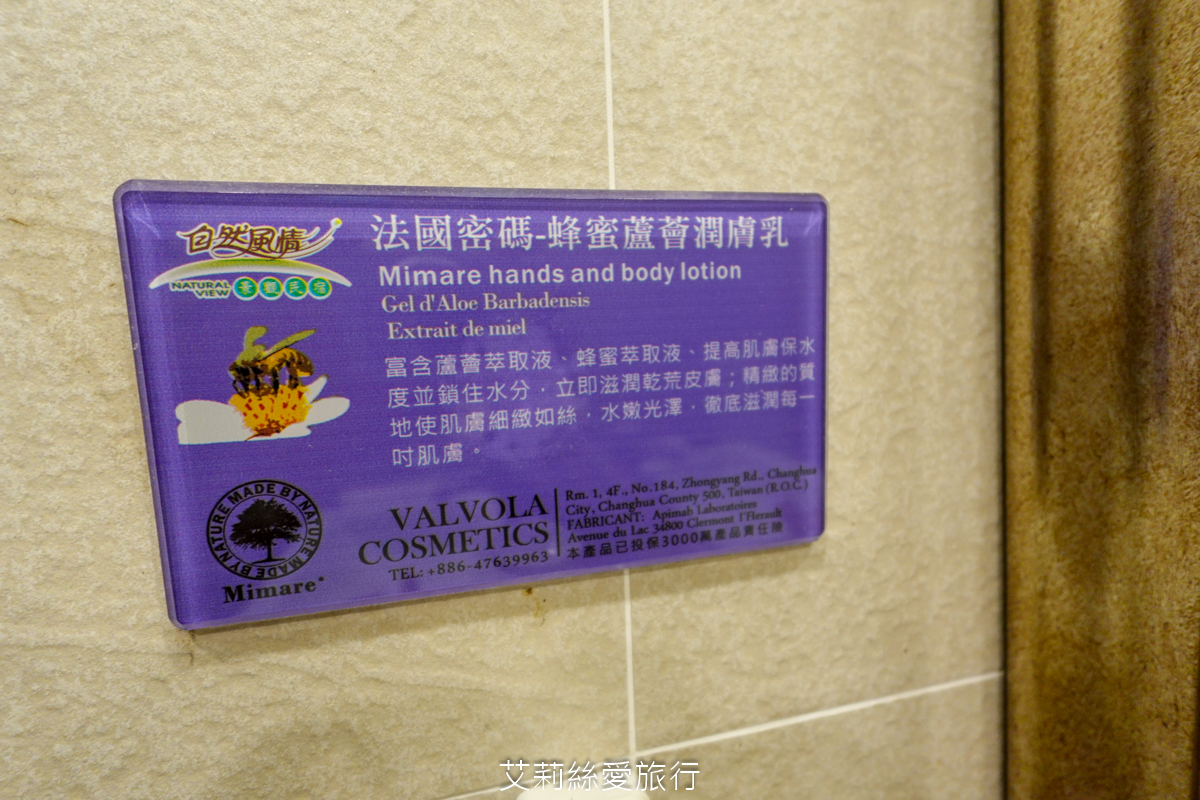 自然風情
NATURAL VIEW 景觀民宿
法國密碼-蜂蜜蘆薈潤膚乳
Mimare hands and body lotion
Gel d'Aloe Barbadensis
Extrait de miel
富含蘆薈萃取液、蜂蜜萃取液、提高肌膚保水
度並鎖住水分，立即滋潤乾荒皮膚；精緻的質
地使肌膚細緻如絲，水嫩光澤，徹底滋潤每一
吋肌膚。
MADE BY NATURE MADE BY NATURE
Mimare®
VALVOLA
COSMETICS
TEL: +886-47639963
Rm. 1, 4F., No.184, Zhongyang Rd., Changhua
City, Changhua County 500, Taiwan (R.O.C.)
FABRICANT: Apimab Laboratoires
Avenue du Lac 34800 Clermont l'Herault
本產品已投保3000萬產品責任險
艾莉絲愛旅行